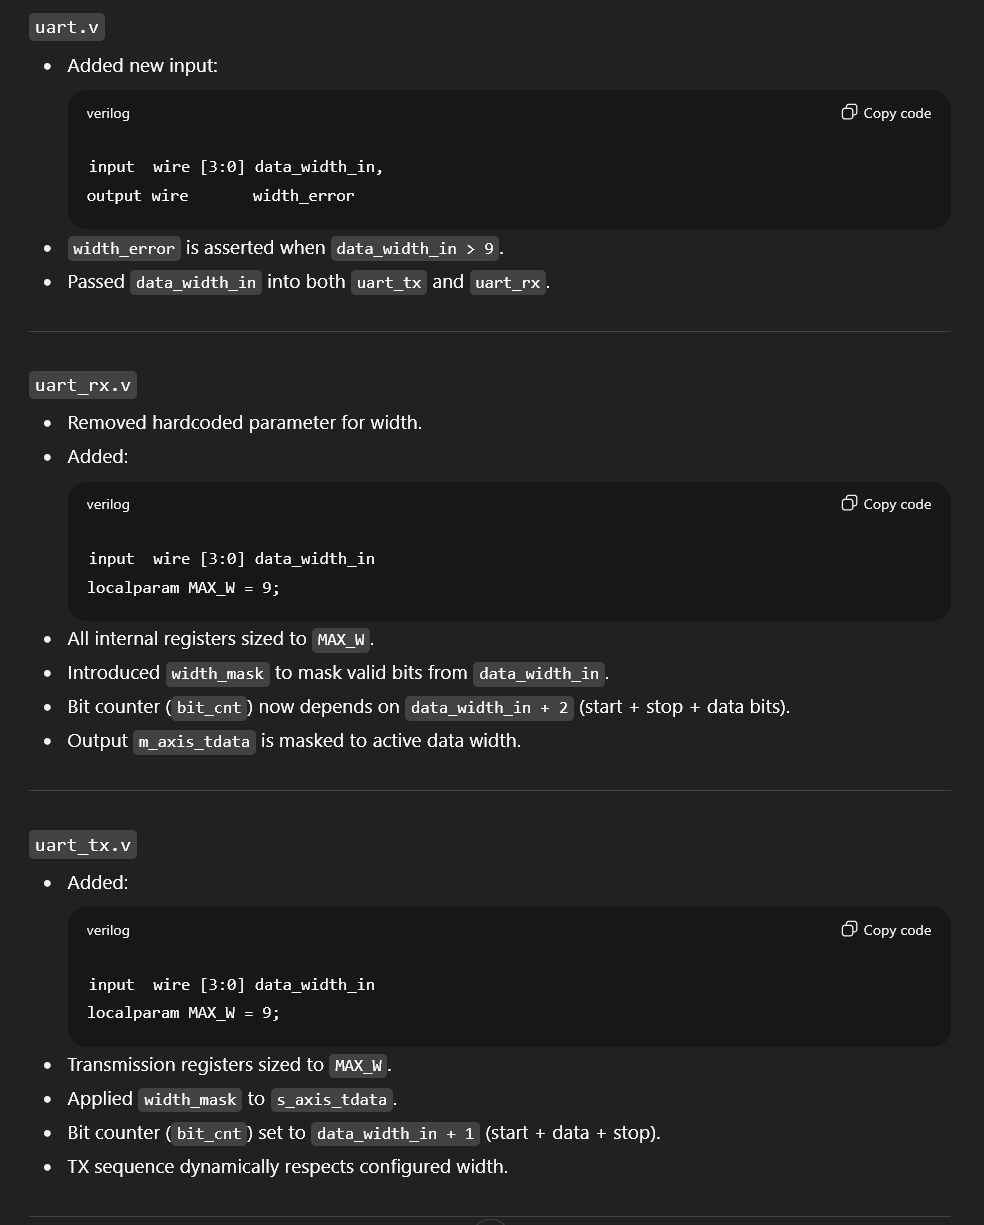 uart.v
• Added new input:
verilog
Copy code
input  wire [3:0] data_width_in,
output wire       width_error
• width_error is asserted when data_width_in > 9.
• Passed data_width_in into both uart_tx and uart_rx.
uart_rx.v
• Removed hardcoded parameter for width.
• Added:
verilog
Copy code
input  wire [3:0] data_width_in
localparam MAX_W = 9;
• All internal registers sized to MAX_W.
• Introduced width_mask to mask valid bits from data_width_in.
• Bit counter (bit_cnt) now depends on data_width_in + 2 (start + stop + data bits).
• Output m_axis_tdata is masked to active data width.
uart_tx.v
• Added:
verilog
Copy code
input  wire [3:0] data_width_in
localparam MAX_W = 9;
• Transmission registers sized to MAX_W.
• Applied width_mask to s_axis_tdata.
• Bit counter (bit_cnt) set to data_width_in + 1 (start + data + stop).
• TX sequence dynamically respects configured width.